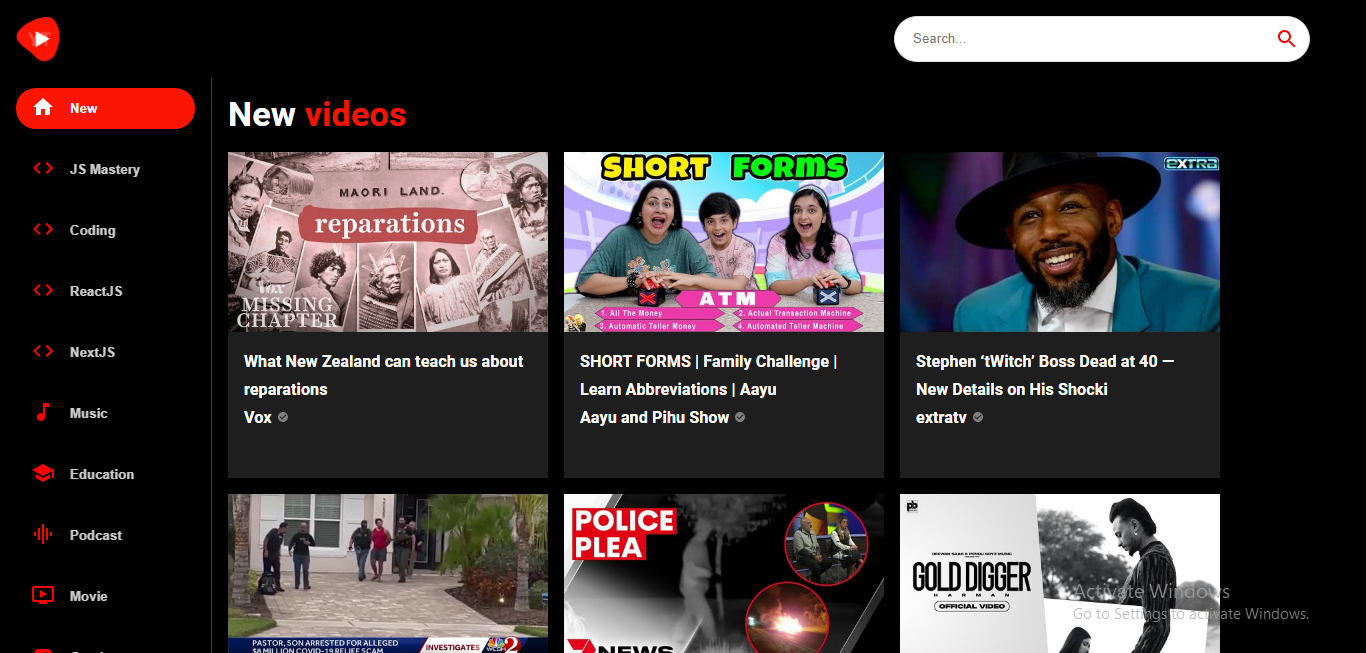 Search...
New
JS Mastery
Coding
ReactJS
NextJS
Music
Education
Podcast
Movie
New videos
MAORI LAND.
reparations
Vox
MISSING
CHAPTER
What New Zealand can teach us about
reparations
Vox
SHORT FORMS
ATM
1. All The Money
2. Actual Transaction Machine
3. Automatic Teller Money
4. Automated Teller Machine
SHORT FORMS | Family Challenge |
Learn Abbreviations | Aayu
Aayu and Pihu Show
extra
Stephen ‘tWitch’ Boss Dead at 40 —
New Details on His Shocki
extratv
PASTOR, SON ARRESTED FOR ALLEGED
$8 MILLION COVID-19 RELIEF SCAM
INVESTIGATES
2
POLICE
PLEA
7NEWS
pb
GOLD DIGGER
HARMAN
OFFICIAL VIDEO
Activate Windows
Go to Settings to activate Windows.